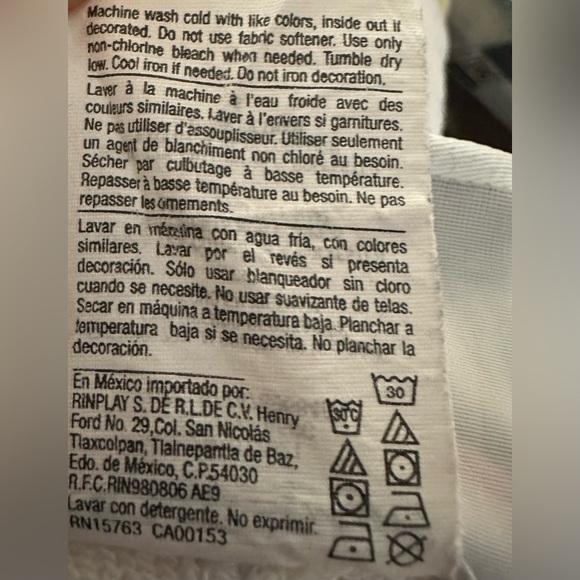 Machine wash cold with like colors, inside out if
decorated. Do not use fabric softener. Use only
non-chlorine bleach when needed. Tumble dry
low. Cool iron if needed. Do not iron decoration.
Laver à la machine à l'eau froide avec des
couleurs similaires. Laver à l'envers si garnitures.
Ne pas utiliser d'assouplisseur. Utiliser seulement
un agent de blanchiment non chloré au besoin.
Sécher par culbutage à basse température.
Repasser à basse température au besoin. Ne pas
repasser les ornements.
Lavar en máquina con agua fría, con colores
similares. Lavar por el revés si presenta
decoración. Sólo usar blanqueador sin cloro
cuando se necesite. No usar suavizante de telas.
Secar en máquina a temperatura baja. Planchar a
temperatura baja si se necesita. No planchar la
decoración.
En México importado por:
RINPLAY S. DE R.L.DE C.V. Henry
Ford No. 29,Col. San Nicolás
Tlaxcolpan, Tlalnepantla de Baz,
Edo. de México, C.P.54030
R.F.C.RIN980806 AE9
Lavar con detergente. No exprimir.
RN15763 CA00153
30°C
30